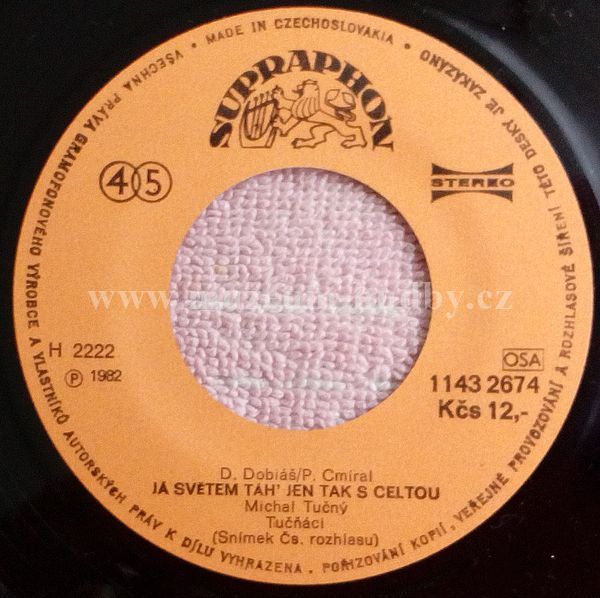 MADE IN CZECHOSLOVAKIA • VŠECHNA PRÁVA GRAMOFONOVÉHO VÝROBCE A VLASTNÍKŮ AUTORSKÝCH PRÁV K DÍLU VYHRAZENA. POŘIZOVÁNÍ KOPIÍ, VEŘEJNÉ PROVOZOVÁNÍ A ROZHLASOVÉ ŠÍŘENÍ TÉTO DESKY JE ZAKÁZÁNO
SUPRAPHON
45
STEREO
.cz
H 2222
Ⓟ 1982
OSA
1143 2674
Kčs 12,-
D. Dobiáš/P. Cmíral
JÁ SVĚTEM TÁH' JEN TAK S CELTOU
Michal Tučný
Tučňáci
(Snímek Čs. rozhlasu)